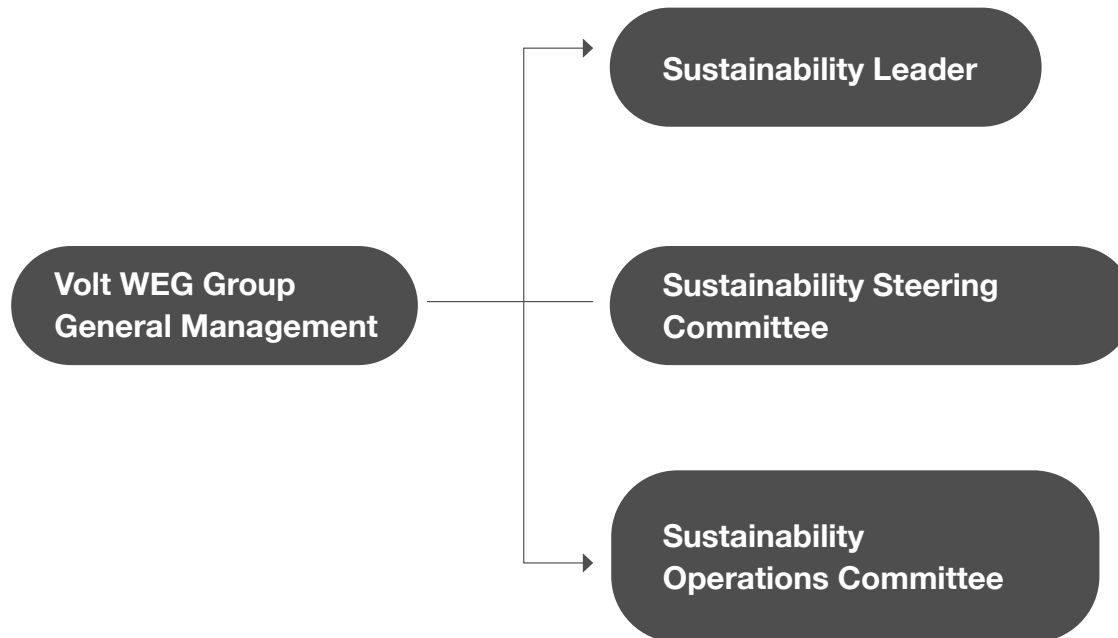 Sustainability Leader
Volt WEG Group
General Management
Sustainability Steering
Committee
Sustainability
Operations Committee